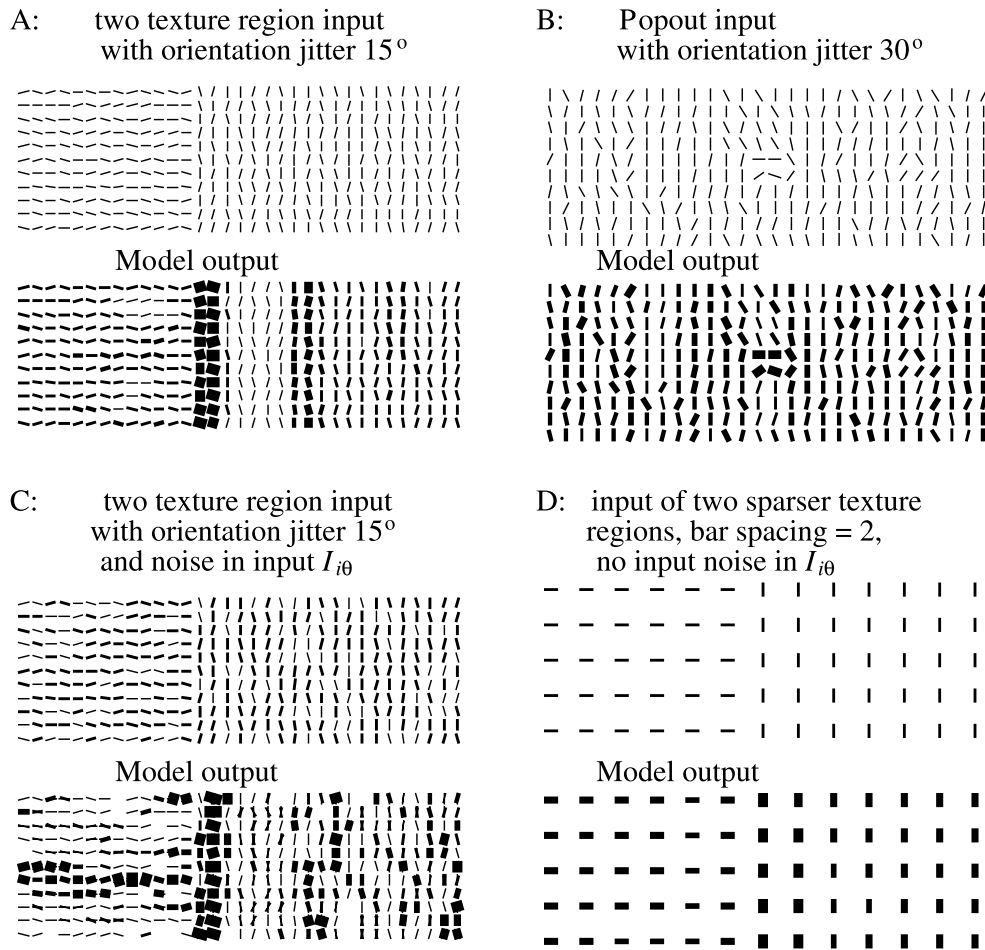 A: two texture region input
with orientation jitter 15°
Model output
B: Popout input
with orientation jitter 30°
Model output
C: two texture region input
with orientation jitter 15°
and noise in input Iiθ
Model output
D: input of two sparser texture
regions, bar spacing = 2,
no input noise in Iiθ
Model output